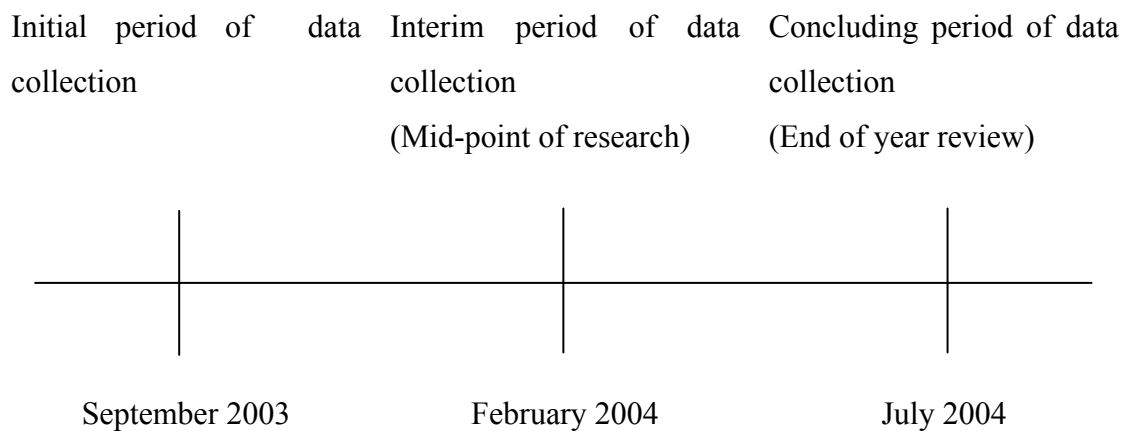 Initial period of data
collection
Interim period of data
collection
(Mid-point of research)
Concluding period of data
collection
(End of year review)
September 2003
February 2004
July 2004